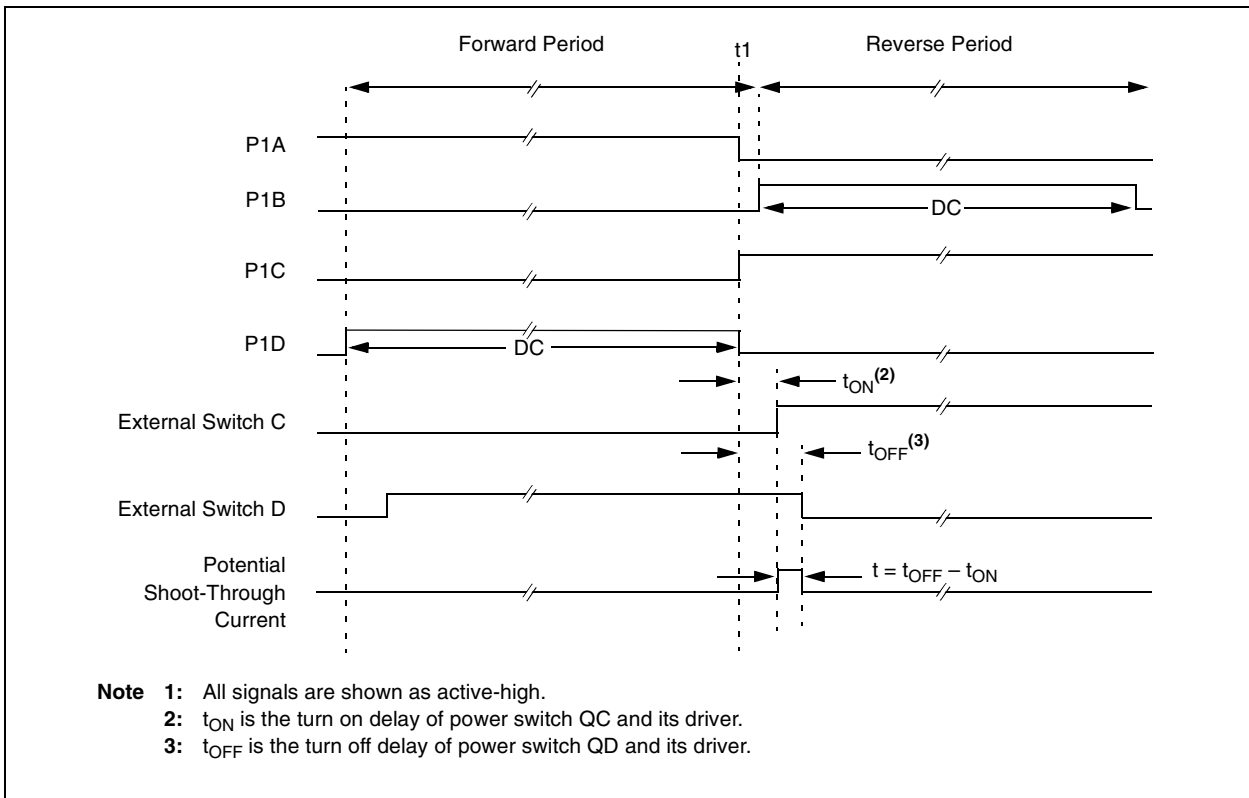 Forward Period
t1
Reverse Period
P1A
P1B
DC
P1C
P1D
DC
tON(2)
External Switch C
tOFF(3)
External Switch D
Potential
Shoot-Through
Current
t = tOFF – tON
Note 1: All signals are shown as active-high.
2: tON is the turn on delay of power switch QC and its driver.
3: tOFF is the turn off delay of power switch QD and its driver.